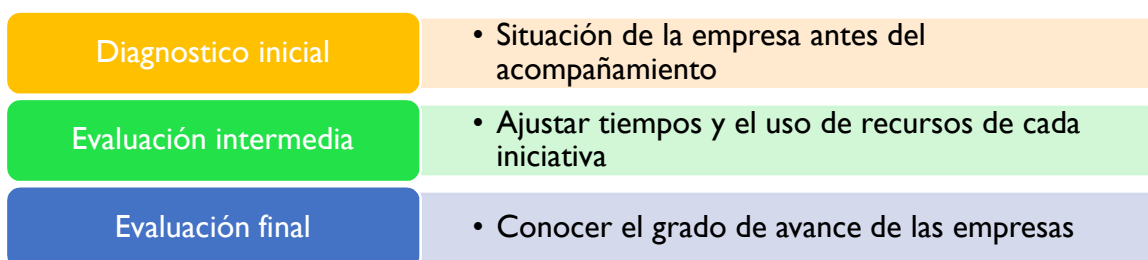 Diagnostico inicial
• Situación de la empresa antes del
acompañamiento
Evaluación intermedia
• Ajustar tiempos y el uso de recursos de cada
iniciativa
Evaluación final
• Conocer el grado de avance de las empresas